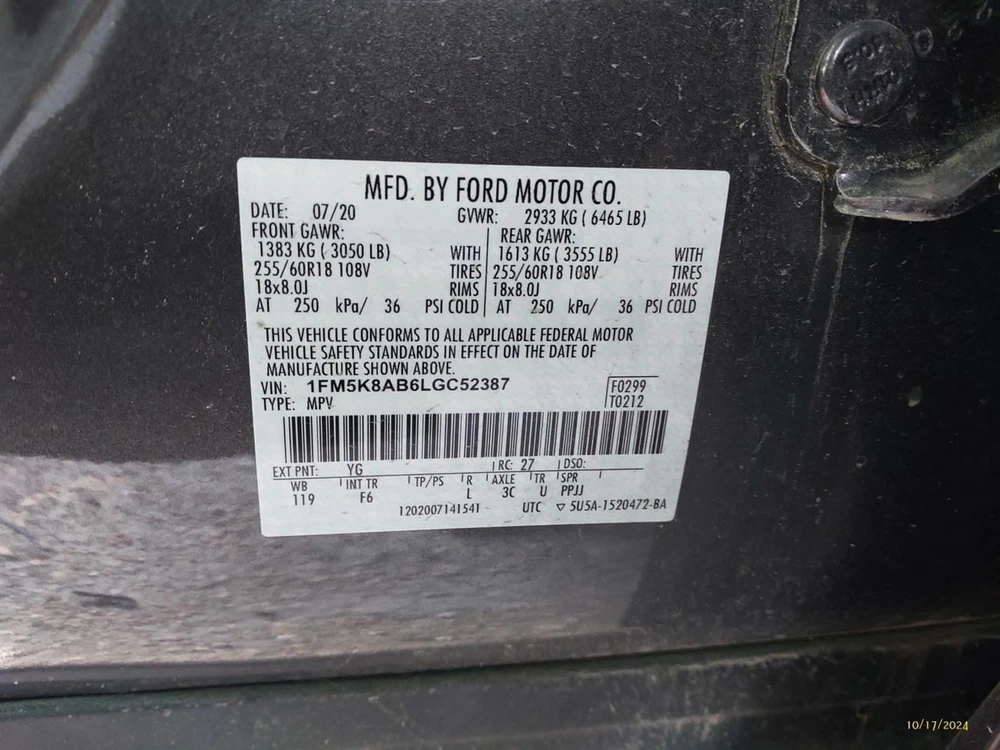 MFD. BY FORD MOTOR CO.
DATE: 07/20 GVWR: 2933 KG ( 6465 LB)
FRONT GAWR: REAR GAWR:
1383 KG ( 3050 LB) WITH 1613 KG ( 3555 LB) WITH
255/60R18 108V TIRES 255/60R18 108V TIRES
18x8.0J RIMS 18x8.0J RIMS
AT 250 kPa/ 36 PSI COLD AT 250 kPa/ 36 PSI COLD
THIS VEHICLE CONFORMS TO ALL APPLICABLE FEDERAL MOTOR
VEHICLE SAFETY STANDARDS IN EFFECT ON THE DATE OF
MANUFACTURE SHOWN ABOVE.
VIN: 1FM5K8AB6LGC52387 F0299
TYPE: MPV T0212
EXT PNT: YG RC: 27 DSO:
WB INT TR TP/PS R AXLE TR SPR
119 F6 L 3C U PPJJ
1202007141541 UTC ▽ 5U5A-1520472-BA
10/17/2024